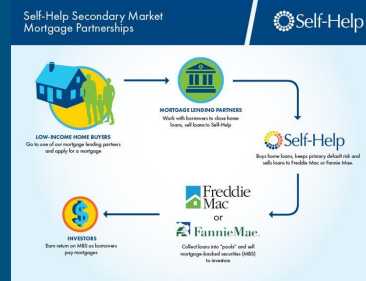 Self-Help Secondary Market
Mortgage Partnerships
Self-Help
LOW-INCOME HOME BUYERS
Go to one of our mortgage lending partners
and apply for a mortgage
MORTGAGE LENDING PARTNERS
Work with borrowers to close home
loans, sell loans to Self-Help
Self-Help
Buys home loans, keeps primary default risk and
sells loans to Freddie Mac or Fannie Mae.
Freddie
Mac
or
FannieMae.
Collect loans into "pools" and sell
mortgage-backed securities (MBS)
to investors
$
INVESTORS
Earn return on MBS as borrowers
pay mortgages